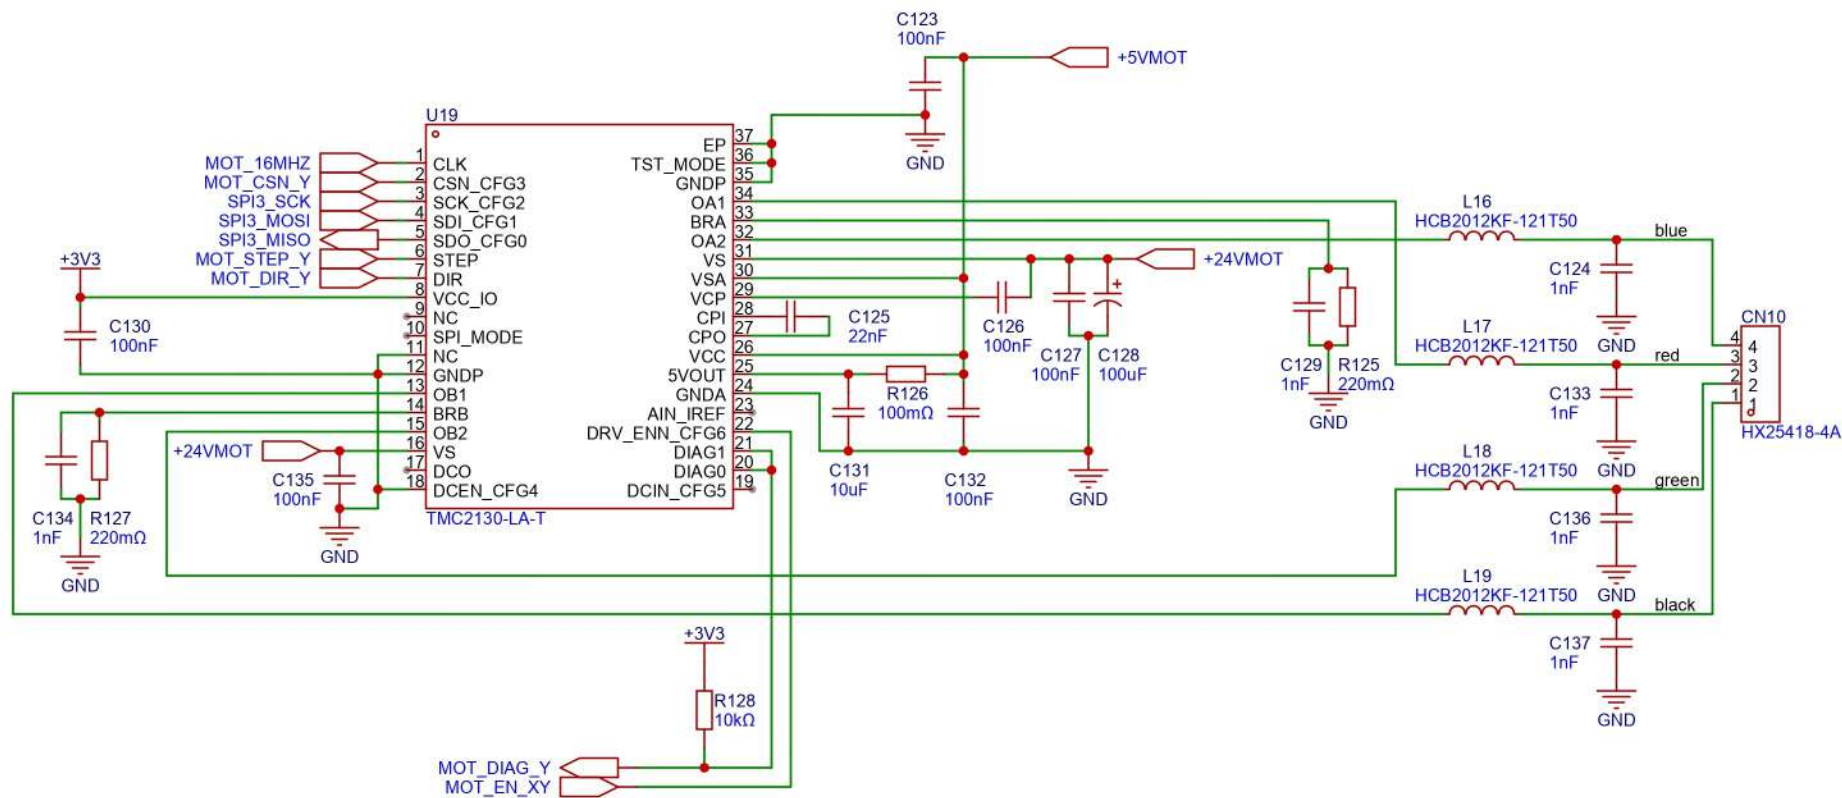 C123
100nF
+5VMOT
U19
GND
MOT_16MHZ
MOT_CSN_Y
SPI3_SCK
SPI3_MOSI
SPI3_MISO
MOT_STEP_Y
MOT_DIR_Y
1 CLK
2 CSN_CFG3
3 SCK_CFG2
4 SDI_CFG1
5 SDO_CFG0
6 STEP
7 DIR
8 VCC_IO
9 NC
10 SPI_MODE
11 NC
12 GNDP
13 OB1
14 BRB
15 OB2
16 VS
17 DCO
18 DCEN_CFG4
EP 37
TST_MODE 36
GNDP 35
OA1 34
BRA 33
OA2 32
VS 31
VSA 30
VCP 29
CPI 28
CPO 27
VCC 26
5VOUT 25
GNDA 24
AIN_IREF 23
DRV_ENN_CFG6 22
DIAG1 21
DIAG0 20
DCIN_CFG5 19
TMC2130-LA-T
+3V3
C130
100nF
+24VMOT
C135
100nF
GND
C134
1nF
R127
220mΩ
GND
+24VMOT
+
C125
22nF
C126
100nF
C127
100nF
C128
100uF
R126
100mΩ
C131
10uF
C132
100nF
GND
C129
1nF
R125
220mΩ
GND
L16
HCB2012KF-121T50
blue
C124
1nF
GND
L17
HCB2012KF-121T50
red
C133
1nF
GND
L18
HCB2012KF-121T50
green
C136
1nF
GND
L19
HCB2012KF-121T50
black
C137
1nF
GND
CN10
4 4
3 3
2 2
1 1
HX25418-4A
+3V3
R128
10kΩ
MOT_DIAG_Y
MOT_EN_XY